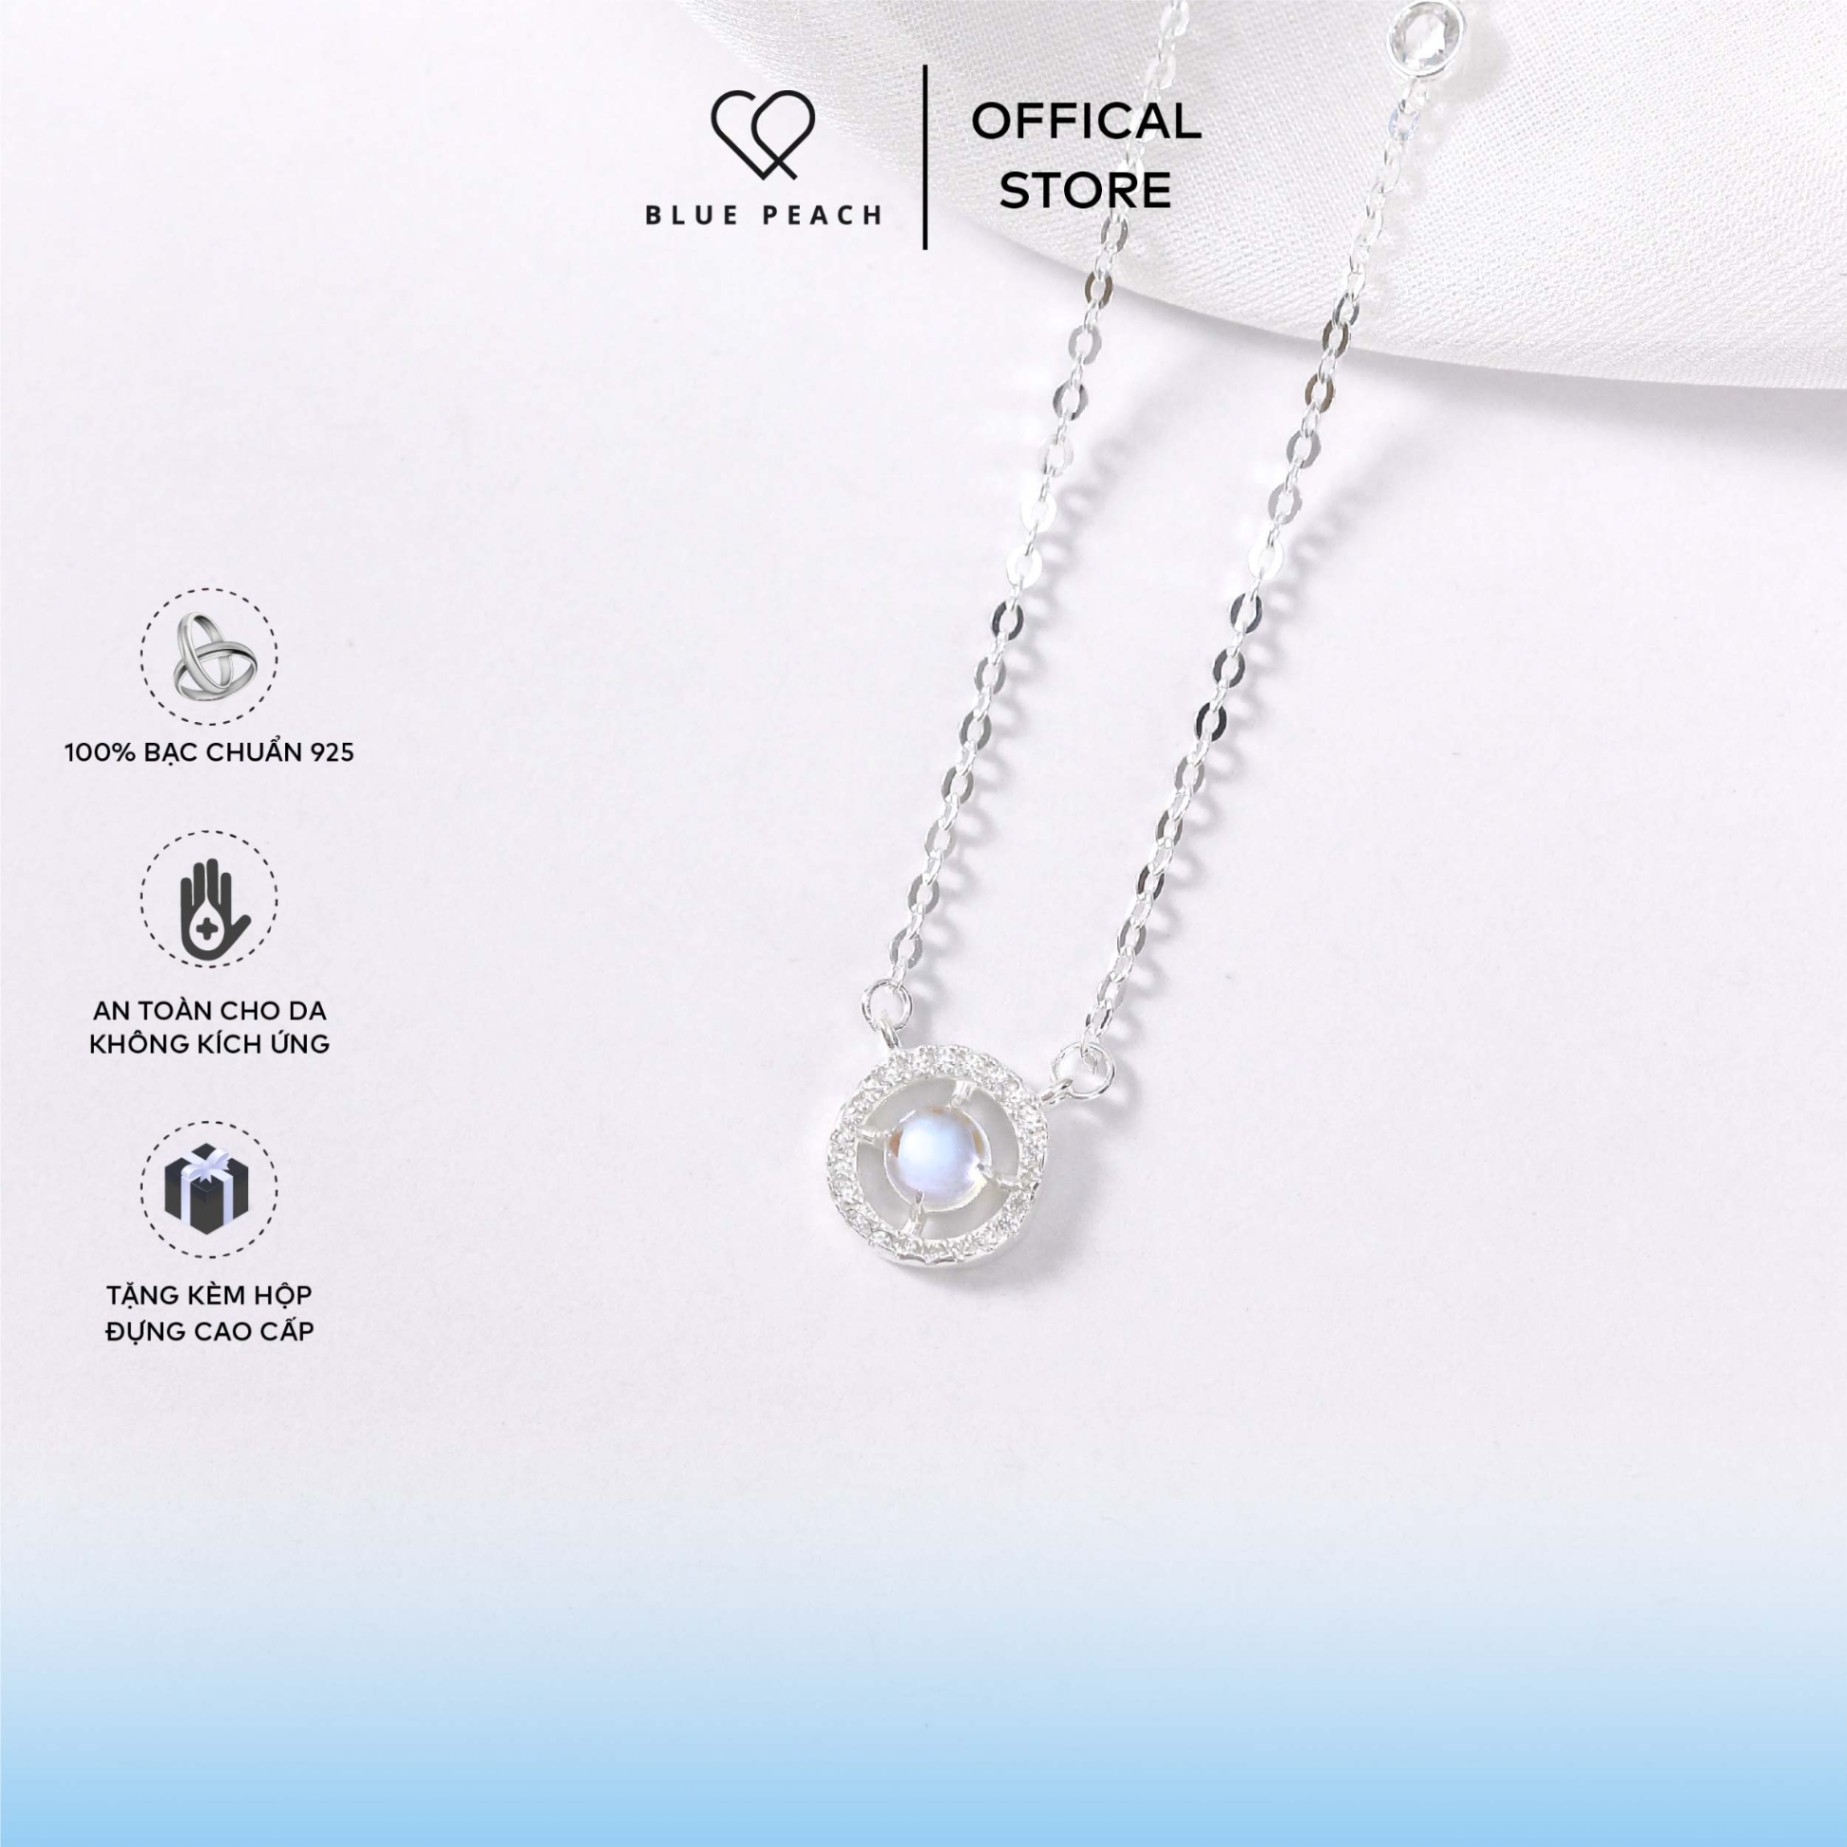 BLUE PEACH
OFFICAL
STORE
100% BẠC CHUẨN 925
AN TOÀN CHO DA
KHÔNG KÍCH ỨNG
TẶNG KÈM HỘP
ĐỰNG CAO CẤP